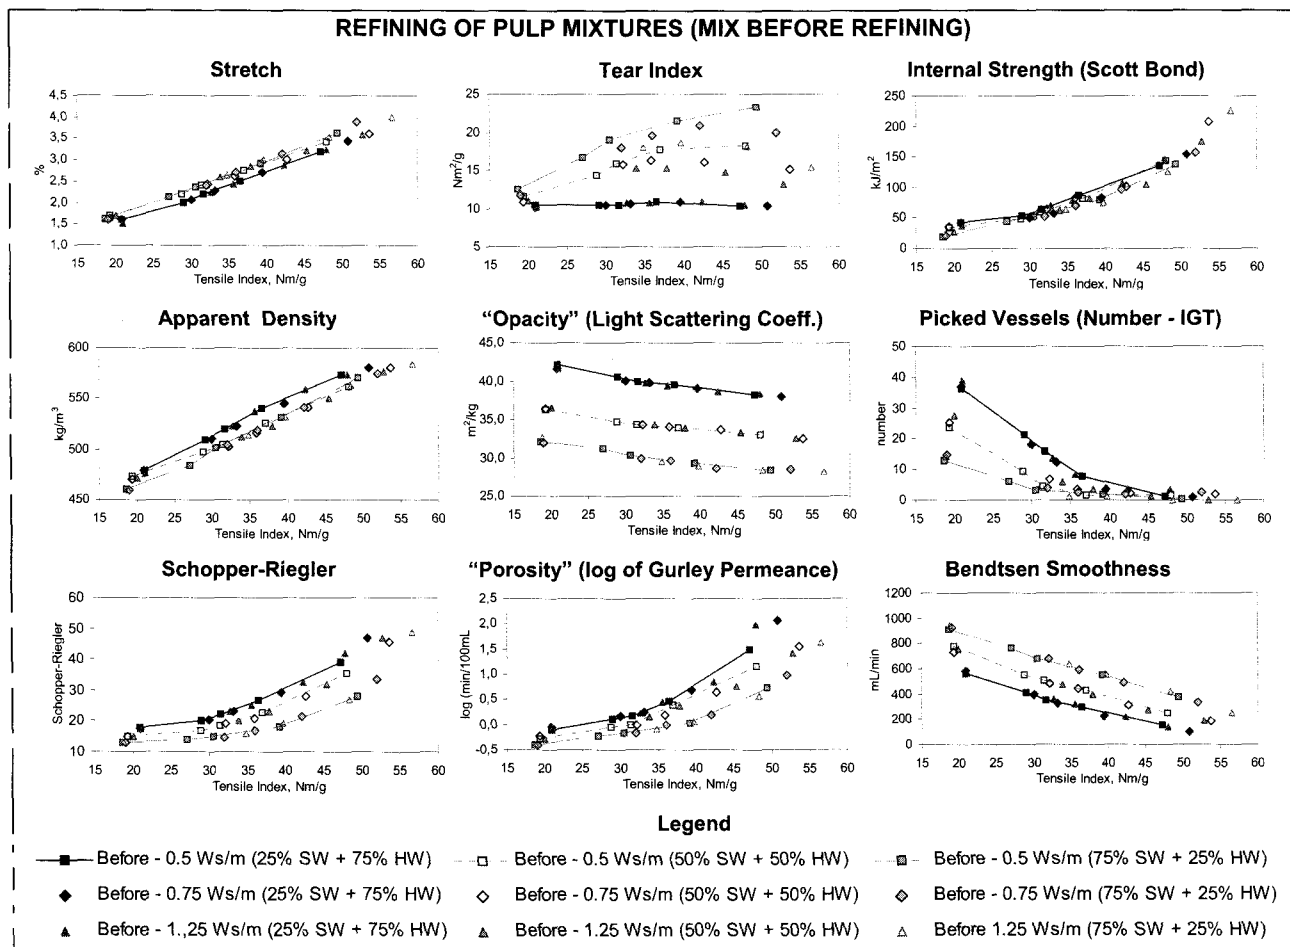 REFINING OF PULP MIXTURES (MIX BEFORE REFINING)
Stretch
4,5
4,0
3,5
3,0
2,5
2,0
1,5
1,0
%
15 20 25 30 35 40 45 50 55 60
Tensile Index, Nm/g
Tear Index
25
20
15
10
5
Nm²/g
15 20 25 30 35 40 45 50 55 60
Tensile Index, Nm/g
Internal Strength (Scott Bond)
250
200
150
100
50
0
kJ/m²
15 20 25 30 35 40 45 50 55 60
Tensile Index, Nm/g
Apparent Density
600
550
500
450
kg/m³
15 20 25 30 35 40 45 50 55 60
Tensile Index, Nm/g
“Opacity” (Light Scattering Coeff.)
45,0
40,0
35,0
30,0
25,0
m²/kg
15 20 25 30 35 40 45 50 55 60
Tensile Index, Nm/g
Picked Vessels (Number - IGT)
50
40
30
20
10
0
number
15 20 25 30 35 40 45 50 55 60
Tensile Index, Nm/g
Schopper-Riegler
60
50
40
30
20
10
Schopper-Riegler
15 20 25 30 35 40 45 50 55 60
Tensile Index, Nm/g
“Porosity” (log of Gurley Permeance)
2,5
2,0
1,5
1,0
0,5
0,0
-0,5
log (min/100mL
15 20 25 30 35 40 45 50 55 60
Tensile Index, Nm/g
Bendtsen Smoothness
1200
1000
800
600
400
200
0
mL/min
15 20 25 30 35 40 45 50 55 60
Tensile Index, Nm/g
Legend
Before - 0.5 Ws/m (25% SW + 75% HW)
Before - 0.5 Ws/m (50% SW + 50% HW)
Before - 0.5 Ws/m (75% SW + 25% HW)
Before - 0.75 Ws/m (25% SW + 75% HW)
Before - 0.75 Ws/m (50% SW + 50% HW)
Before - 0.75 Ws/m (75% SW + 25% HW)
Before - 1.,25 Ws/m (25% SW + 75% HW)
Before - 1.25 Ws/m (50% SW + 50% HW)
Before 1.25 Ws/m (75% SW + 25% HW)